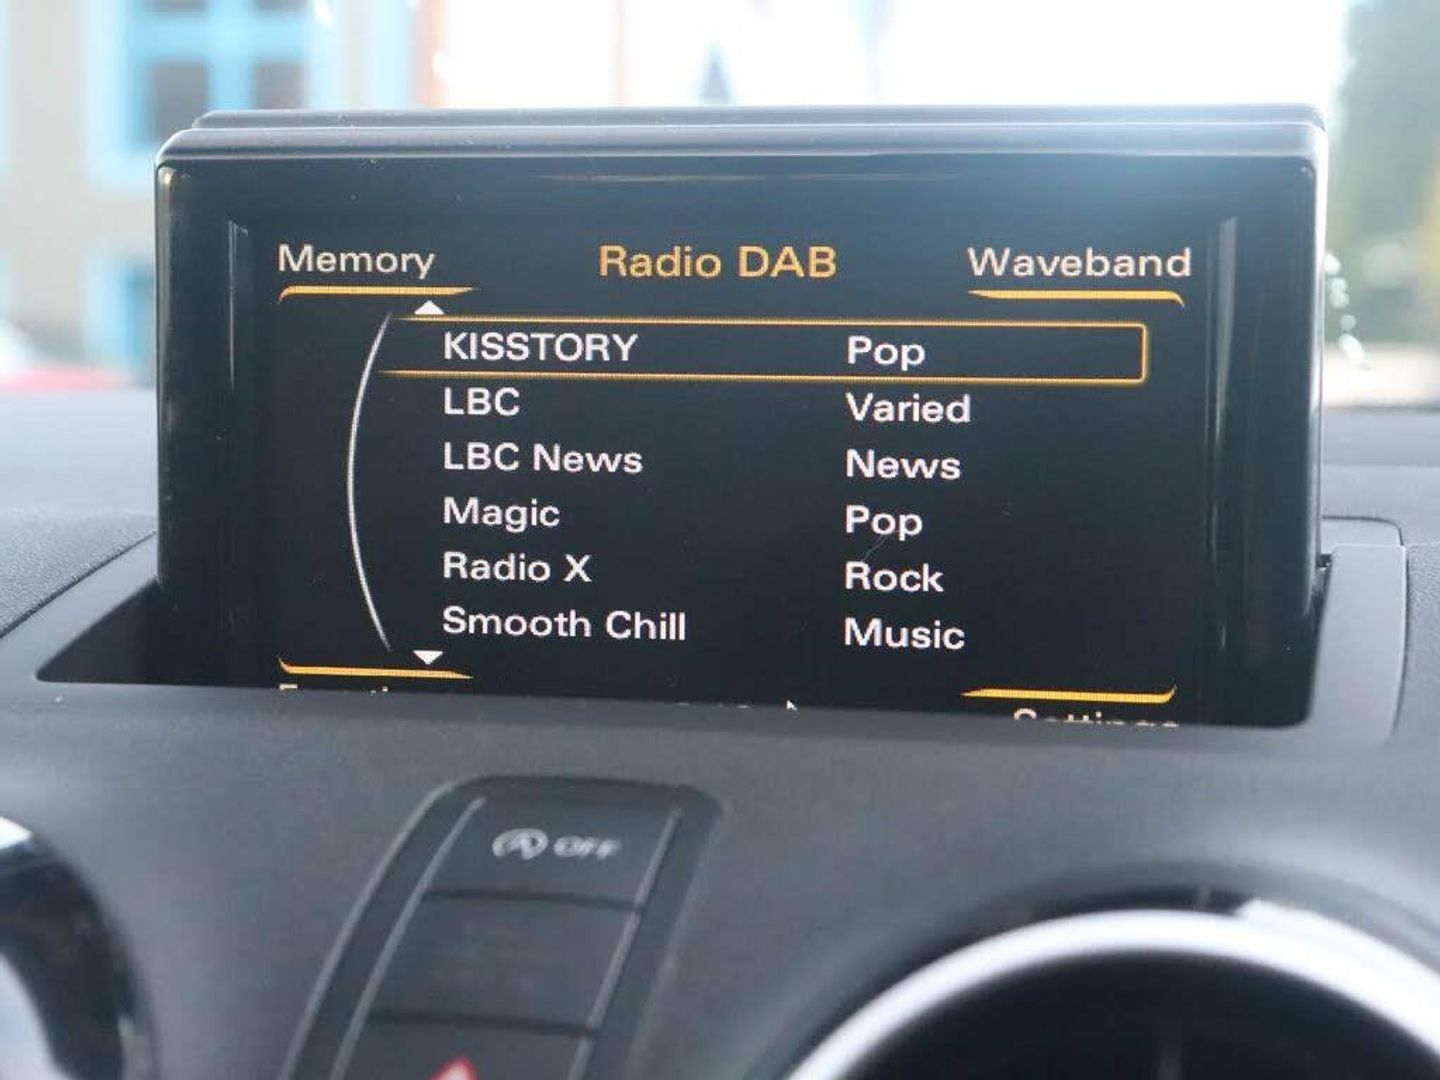 Memory Radio DAB Waveband
KISSTORY Pop
LBC Varied
LBC News News
Magic Pop
Radio X Rock
Smooth Chill Music
Settings
OFF